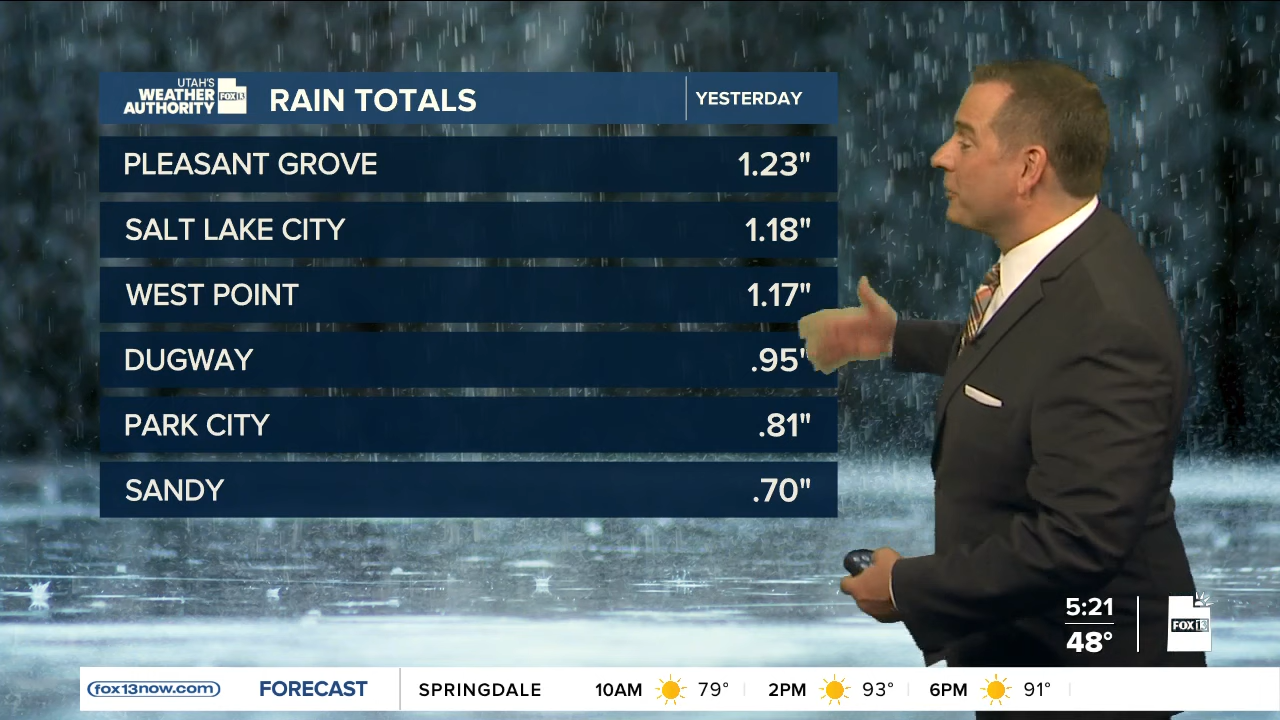 UTAH'S
WEATHER
AUTHORITY
FOX 13
RAIN TOTALS
YESTERDAY
PLEASANT GROVE 1.23"
SALT LAKE CITY 1.18"
WEST POINT 1.17"
DUGWAY .95"
PARK CITY .81"
SANDY .70"
5:21
48°
FOX 13
fox13now.com FORECAST SPRINGDALE 10AM 79° 2PM 93° 6PM 91°